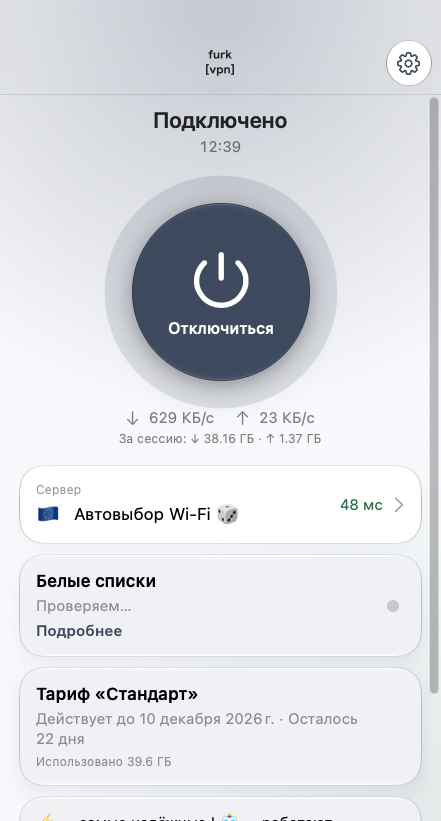 furk
[vpn]
Подключено
12:39
Отключиться
↓ 629 КБ/с ↑ 23 КБ/с
За сессию: ↓ 38.16 ГБ · ↑ 1.37 ГБ
Сервер
🇪🇺 Автовыбор Wi-Fi 🎲 48 мс
Белые списки
Проверяем...
Подробнее
Тариф «Стандарт»
Действует до 10 декабря 2026 г. · Осталось
22 дня
Использовано 39.6 ГБ